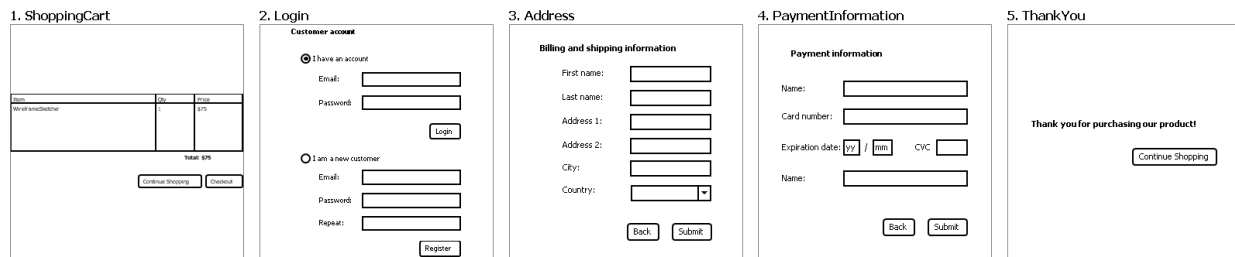 1. ShoppingCart
Item Qty Price
WireframeSketcher 1 $75
Total: $75
Continue Shopping Checkout
2. Login
Customer account
I have an account
Email:
Password:
Login
I am a new customer
Email:
Password:
Repeat:
Register
3. Address
Billing and shipping information
First name:
Last name:
Address 1:
Address 2:
City:
Country:
Back Submit
4. PaymentInformation
Payment information
Name:
Card number:
Expiration date: yy / mm CVC
Name:
Back Submit
5. ThankYou
Thank you for purchasing our product!
Continue Shopping